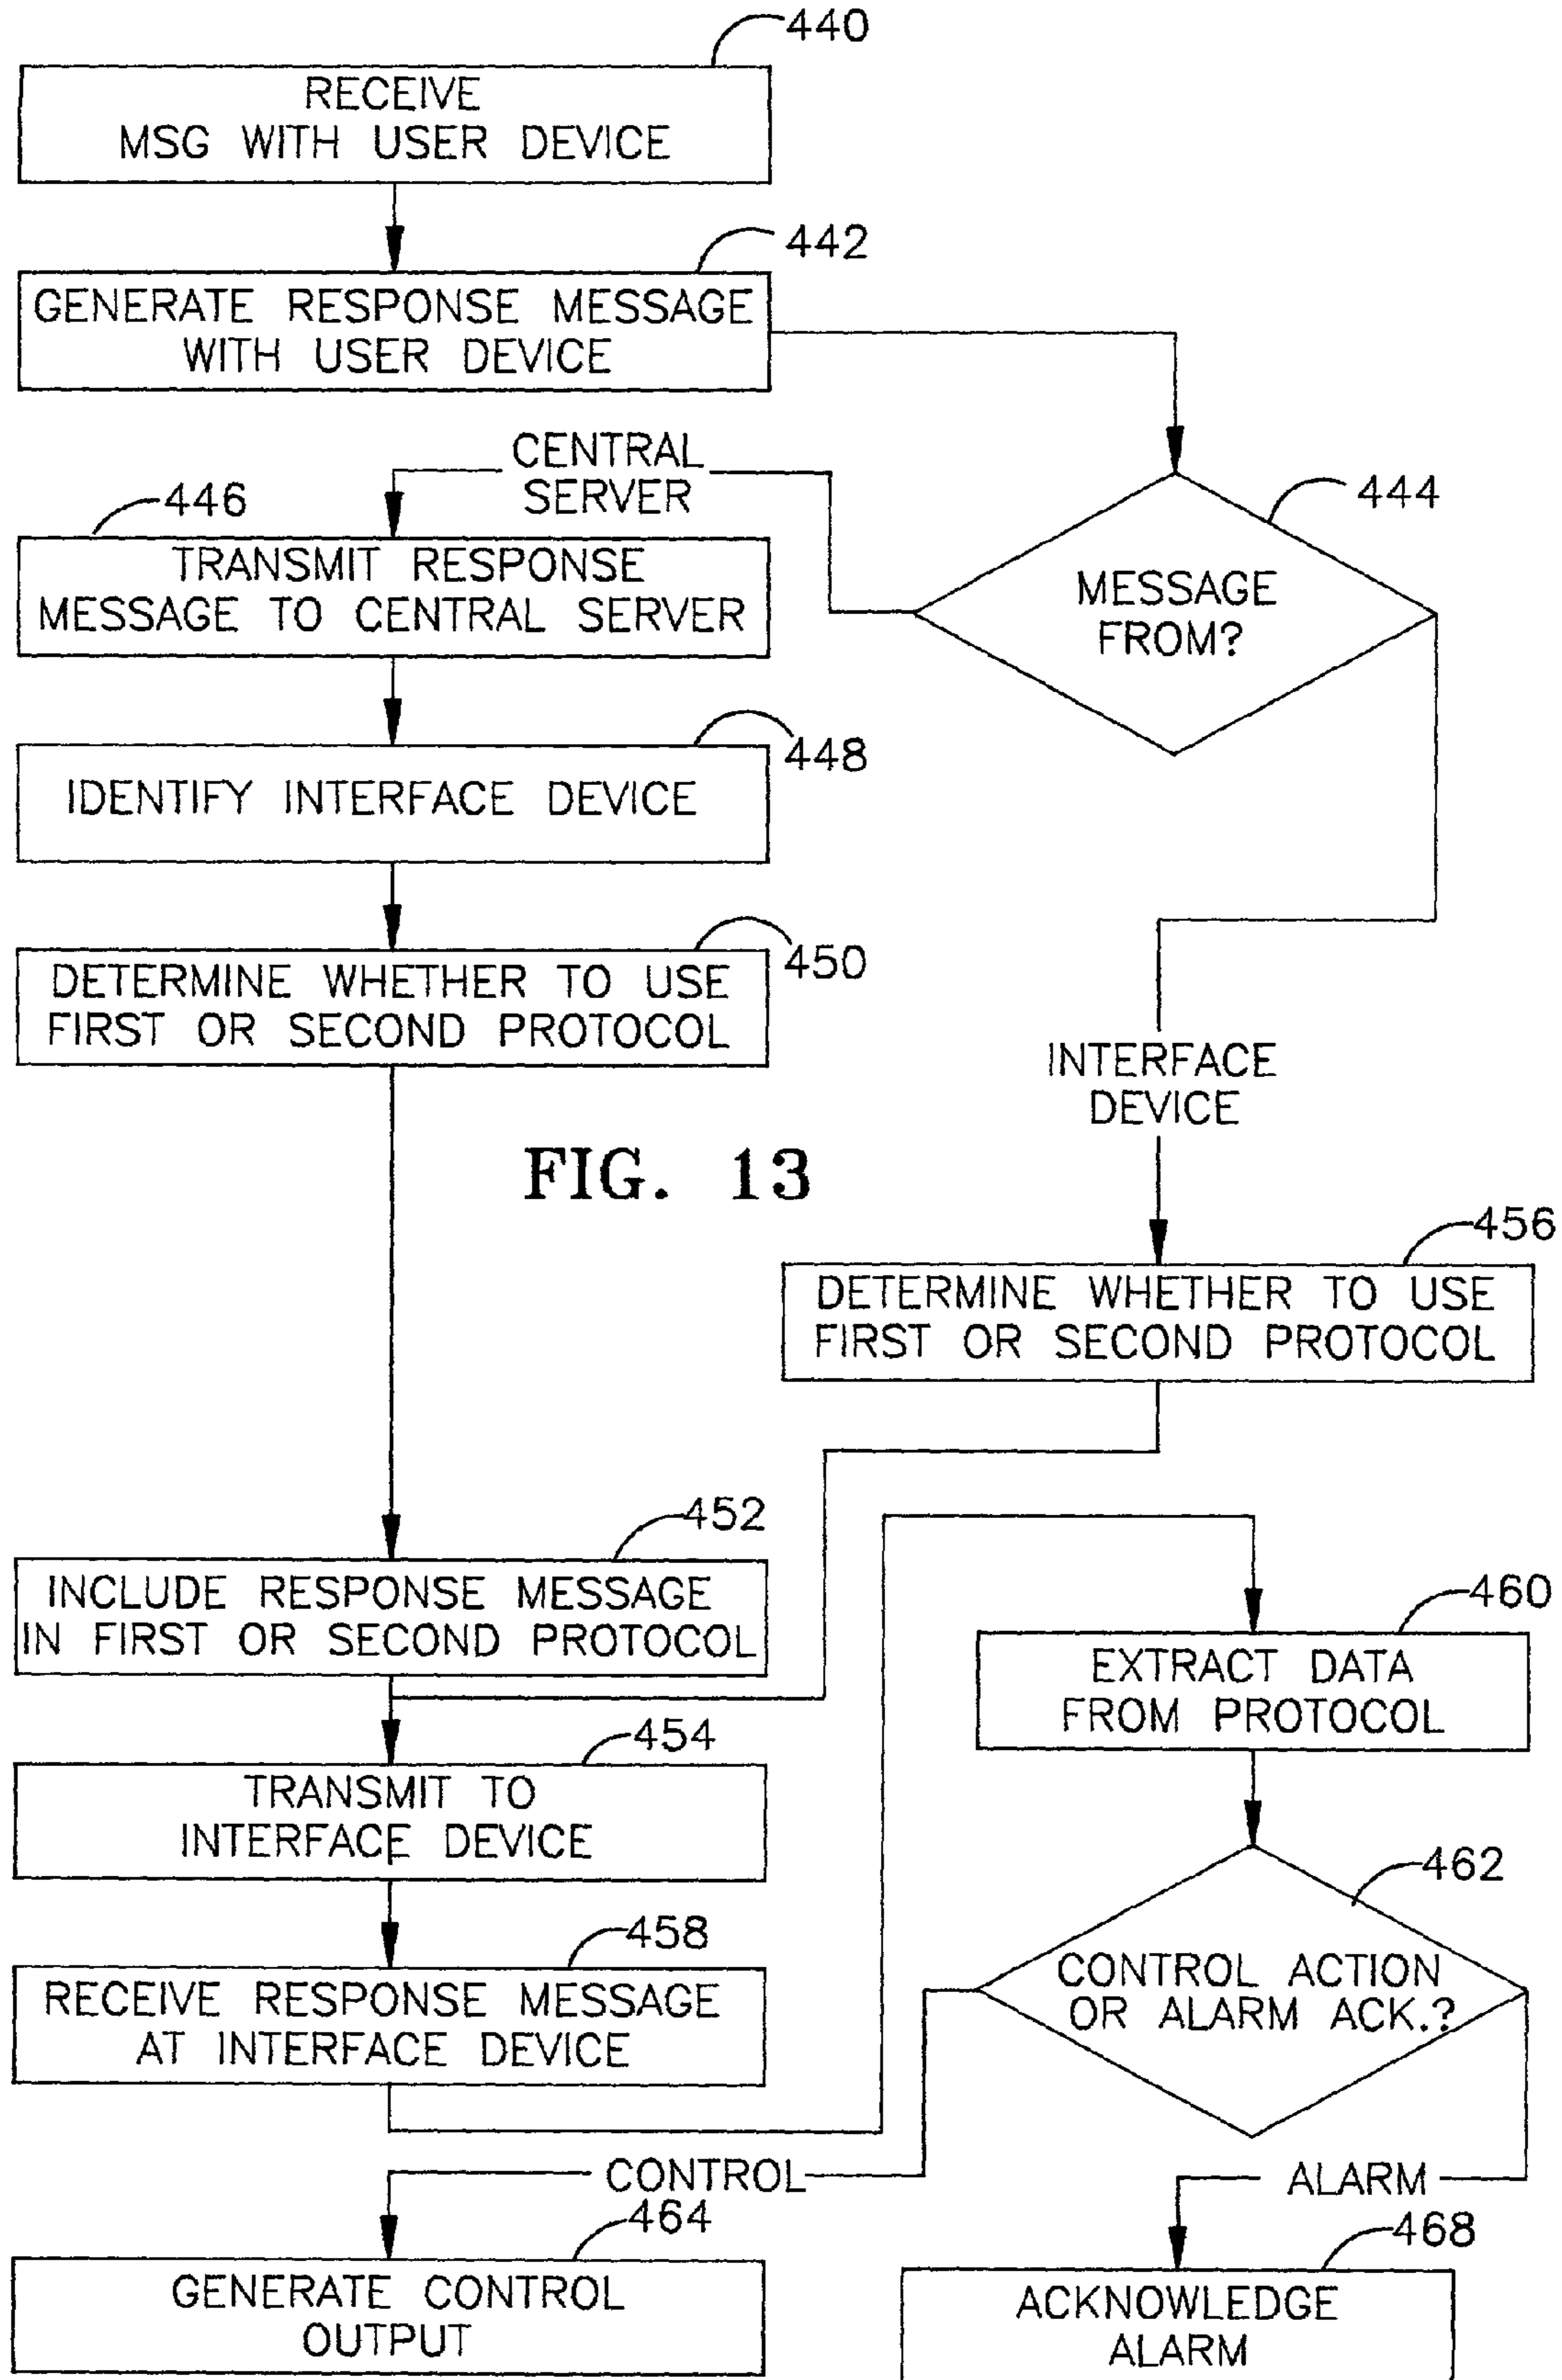 440
RECEIVE
MSG WITH USER DEVICE
442
GENERATE RESPONSE MESSAGE
WITH USER DEVICE
CENTRAL
SERVER
444
MESSAGE
FROM?
446
TRANSMIT RESPONSE
MESSAGE TO CENTRAL SERVER
448
IDENTIFY INTERFACE DEVICE
450
DETERMINE WHETHER TO USE
FIRST OR SECOND PROTOCOL
INTERFACE
DEVICE
FIG. 13
456
DETERMINE WHETHER TO USE
FIRST OR SECOND PROTOCOL
452
INCLUDE RESPONSE MESSAGE
IN FIRST OR SECOND PROTOCOL
454
TRANSMIT TO
INTERFACE DEVICE
458
RECEIVE RESPONSE MESSAGE
AT INTERFACE DEVICE
460
EXTRACT DATA
FROM PROTOCOL
462
CONTROL ACTION
OR ALARM ACK.?
CONTROL
464
GENERATE CONTROL
OUTPUT
ALARM
468
ACKNOWLEDGE
ALARM